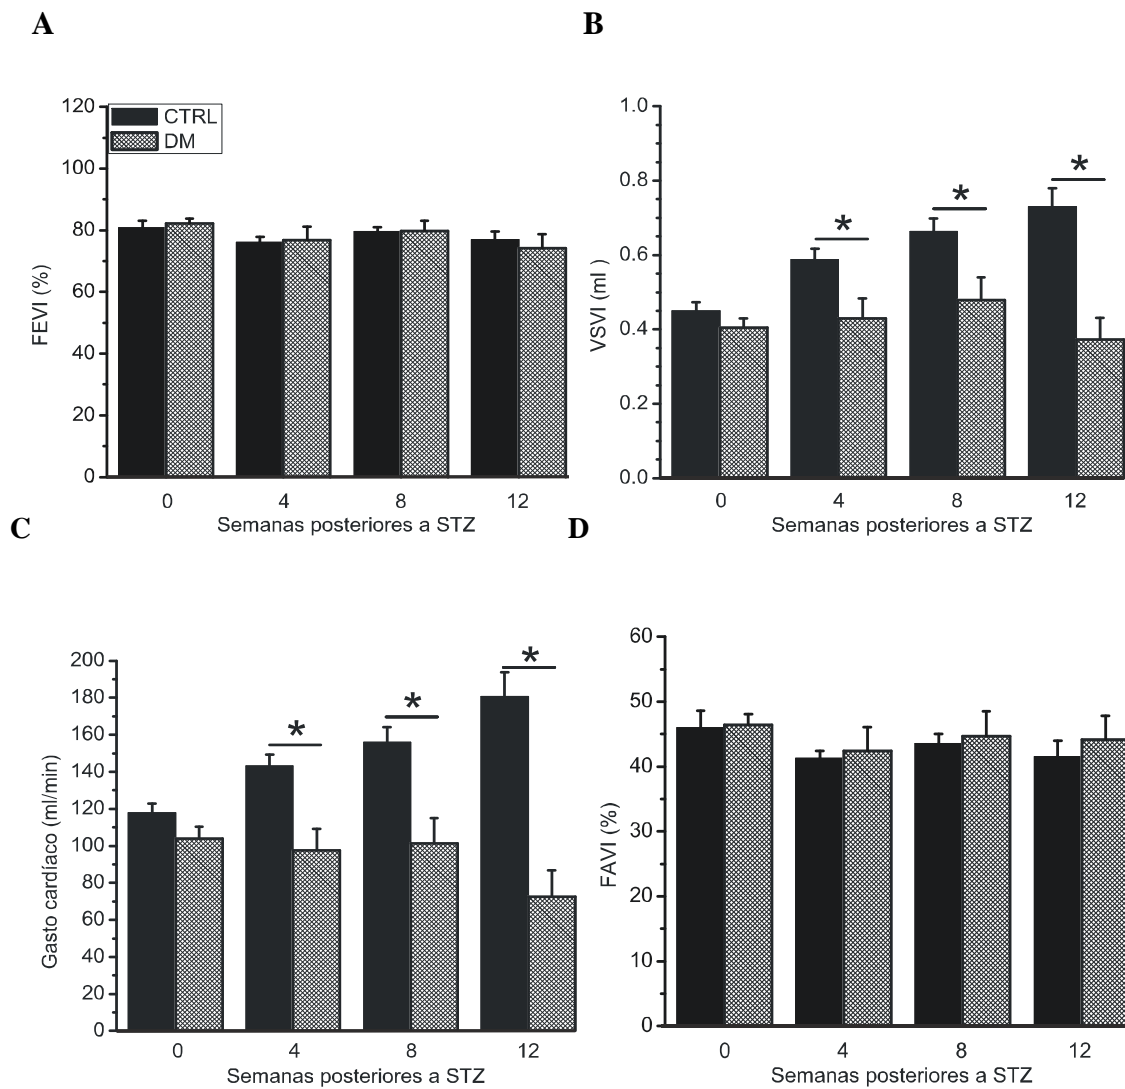 A
120
100
80
60
40
20
0
FEVI (%)
CTRL
DM
0 4 8 12
Semanas posteriores a STZ
B
1.0
0.8
0.6
0.4
0.2
0.0
VSVI (ml )
* * *
0 4 8 12
Semanas posteriores a STZ
C
200
180
160
140
120
100
80
60
40
20
0
Gasto cardíaco (ml/min)
* * *
0 4 8 12
Semanas posteriores a STZ
D
60
50
40
30
20
10
0
FAVI (%)
0 4 8 12
Semanas posteriores a STZ